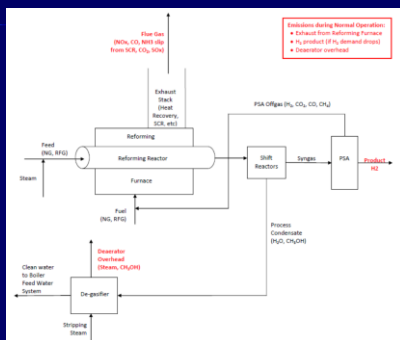 Flue Gas
(NOx, CO, NH3 slip
from SCR, CO2, SOx)
Emissions during Normal Operation:
• Exhaust from Reforming Furnace
• H2 product (if H2 demand drops)
• Deaerator overhead
Exhaust
Stack
(Heat
Recovery,
SCR, etc)
PSA Offgas (H2, CO2, CO, CH4)
Reforming
Feed
(NG, RFG)
Reforming Reactor
Shift
Reactors
Syngas
PSA
Product
H2
Steam
Furnace
Fuel
(NG, RFG)
Process
Condensate
(H2O, CH3OH)
Deaerator
Overhead
(Steam, CH3OH)
Clean water
to Boiler
Feed Water
System
De-gasifier
Stripping
Steam